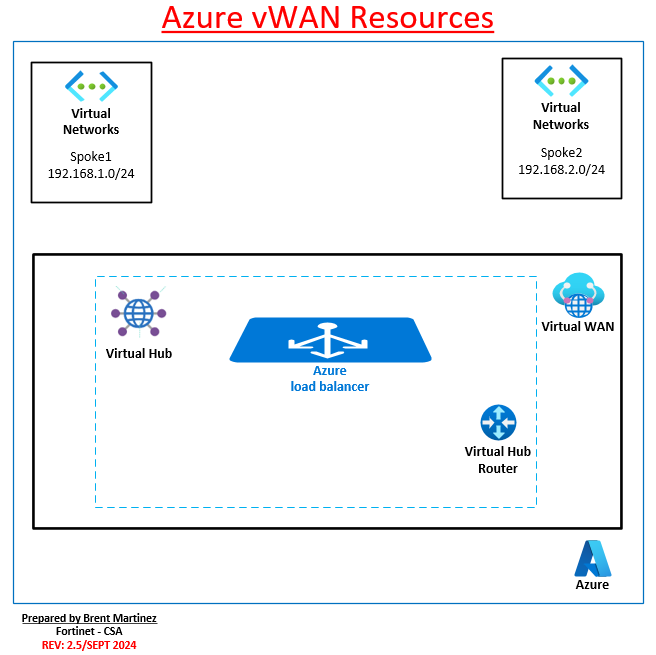 Azure vWAN Resources
Virtual
Networks
Spoke1
192.168.1.0/24
Virtual
Networks
Spoke2
192.168.2.0/24
Virtual Hub
Azure
load balancer
Virtual WAN
Virtual Hub
Router
Azure
Prepared by Brent Martinez
Fortinet - CSA
REV: 2.5/SEPT 2024